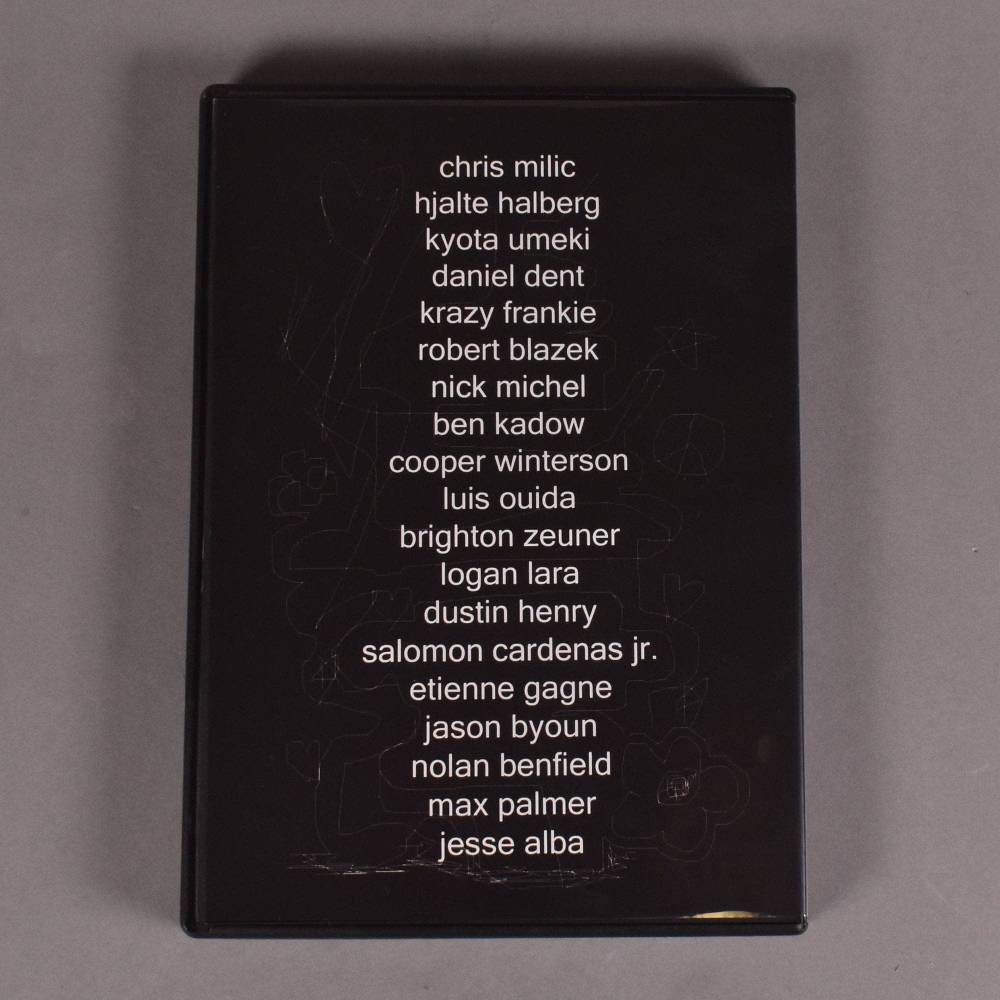 chris milic
hjalte halberg
kyota umeki
daniel dent
krazy frankie
robert blazek
nick michel
ben kadow
cooper winterson
luis ouida
brighton zeuner
logan lara
dustin henry
salomon cardenas jr.
etienne gagne
jason byoun
nolan benfield
max palmer
jesse alba